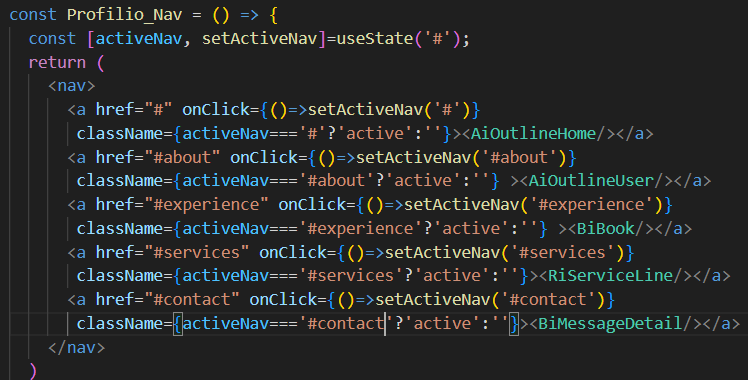 const Profilio_Nav = () => {
const [activeNav, setActiveNav]=useState('#');
return (
<nav>
<a href="#" onClick={()=>setActiveNav('#')}
className={activeNav==='#'?'active':''}><AiOutlineHome/></a>
<a href="#about" onClick={()=>setActiveNav('#about')}
className={activeNav==='#about'?'active':''} ><AiOutlineUser/></a>
<a href="#experience" onClick={()=>setActiveNav('#experience')}
className={activeNav==='#experience'?'active':''} ><BiBook/></a>
<a href="#services" onClick={()=>setActiveNav('#services')}
className={activeNav==='#services'?'active':''}><RiServiceLine/></a>
<a href="#contact" onClick={()=>setActiveNav('#contact')}
className={activeNav==='#contact'?'active':''}><BiMessageDetail/></a>
</nav>
)